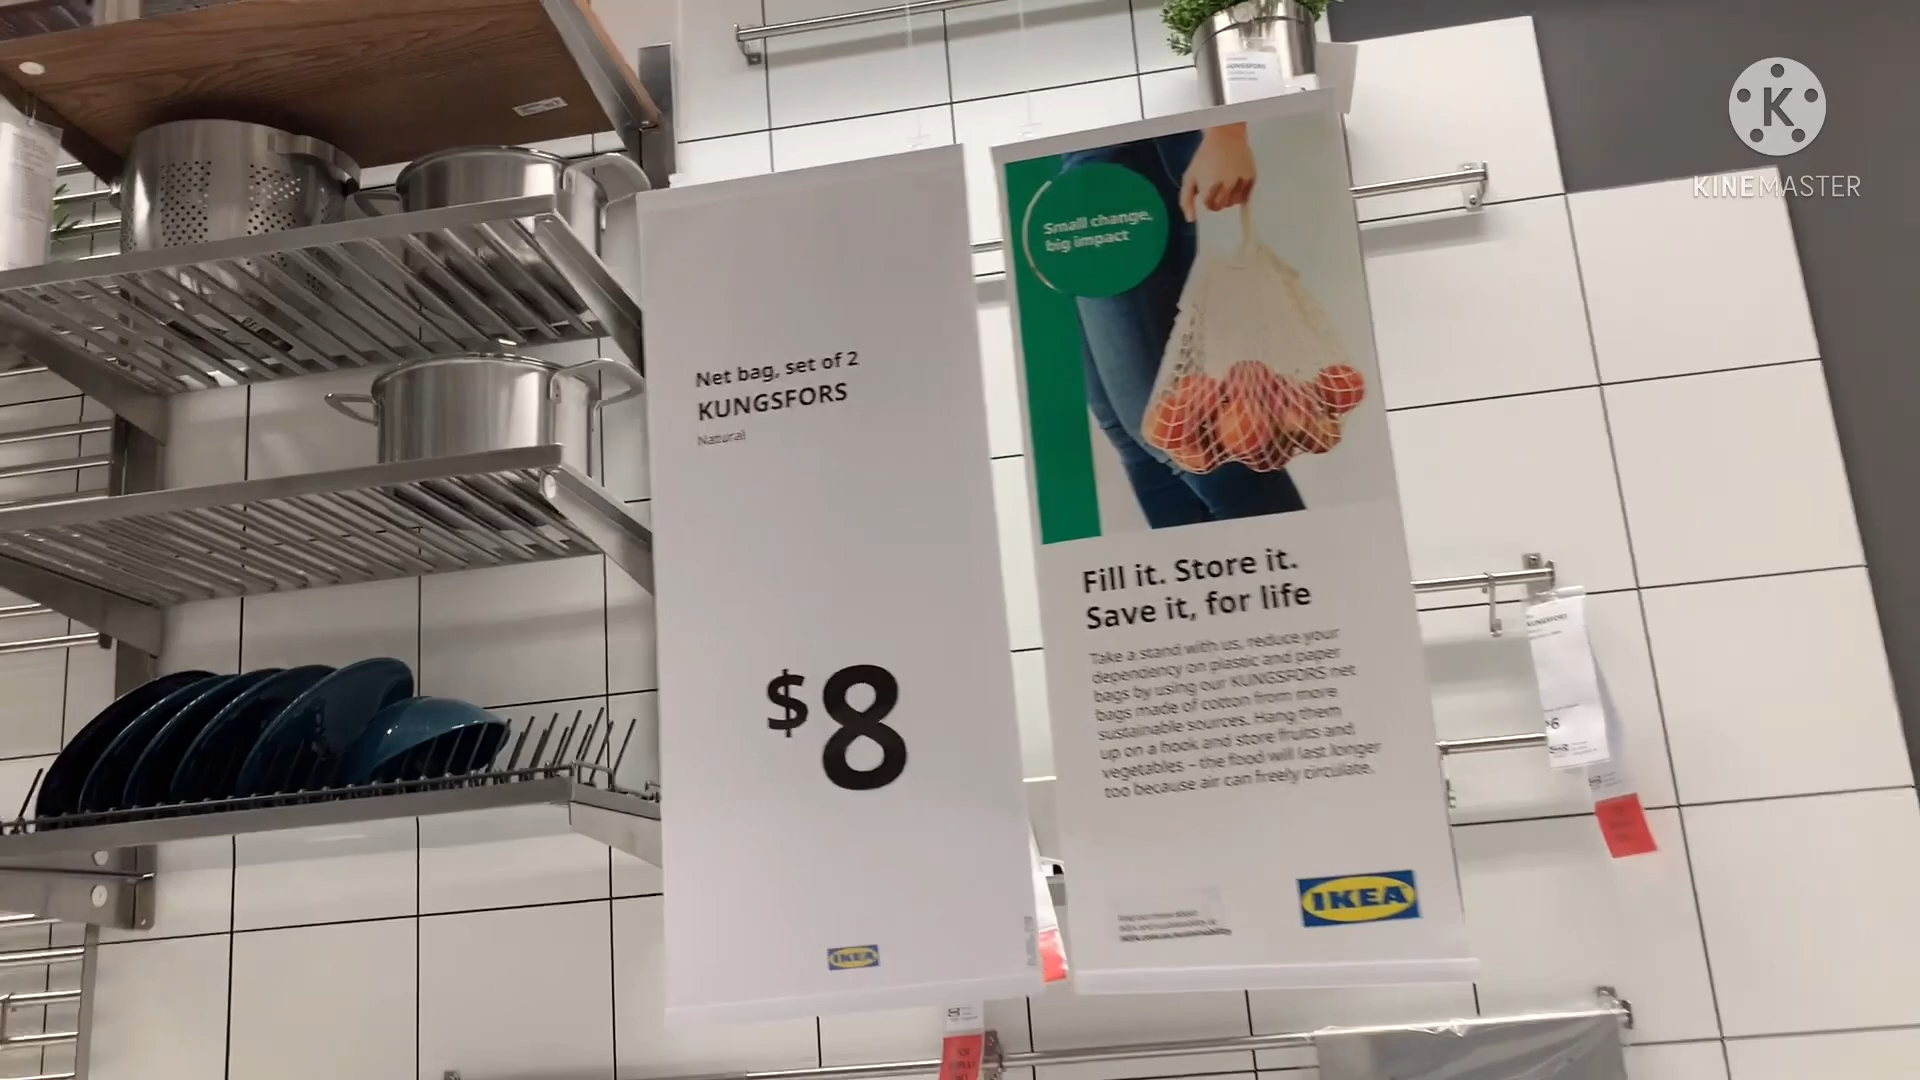 K
KINEMASTER
Small change,
big impact
Net bag, set of 2
KUNGSFORS
Natural
$8
IKEA
Fill it. Store it.
Save it, for life
Take a stand with us, reduce your
dependency on plastic and paper
bags by using our KUNGSFORS net
bags made of cotton from more
sustainable sources. Hang them
up on a hook and store fruits and
vegetables – the food will last longer
too because air can freely circulate.
IKEA
KUNGSFORS
KUNGSFORS